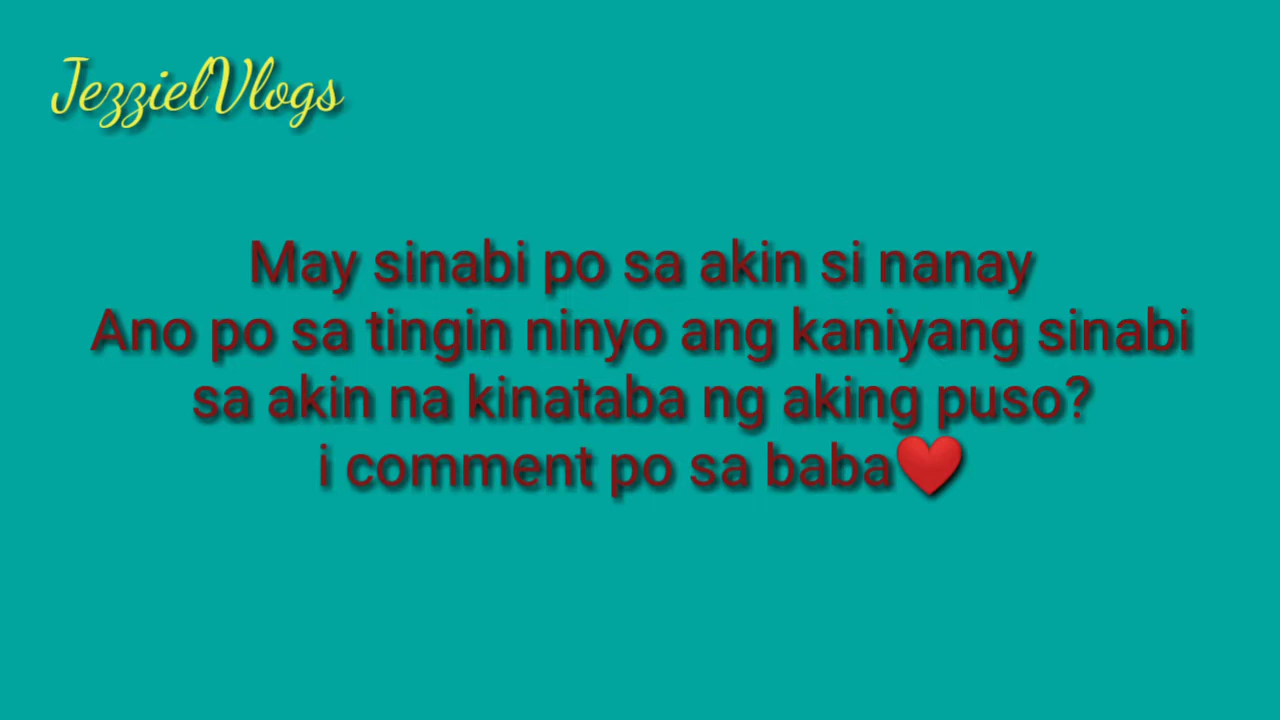 JezzielVlogs
May sinabi po sa akin si nanay
Ano po sa tingin ninyo ang kaniyang sinabi
sa akin na kinataba ng aking puso?
i comment po sa baba❤️